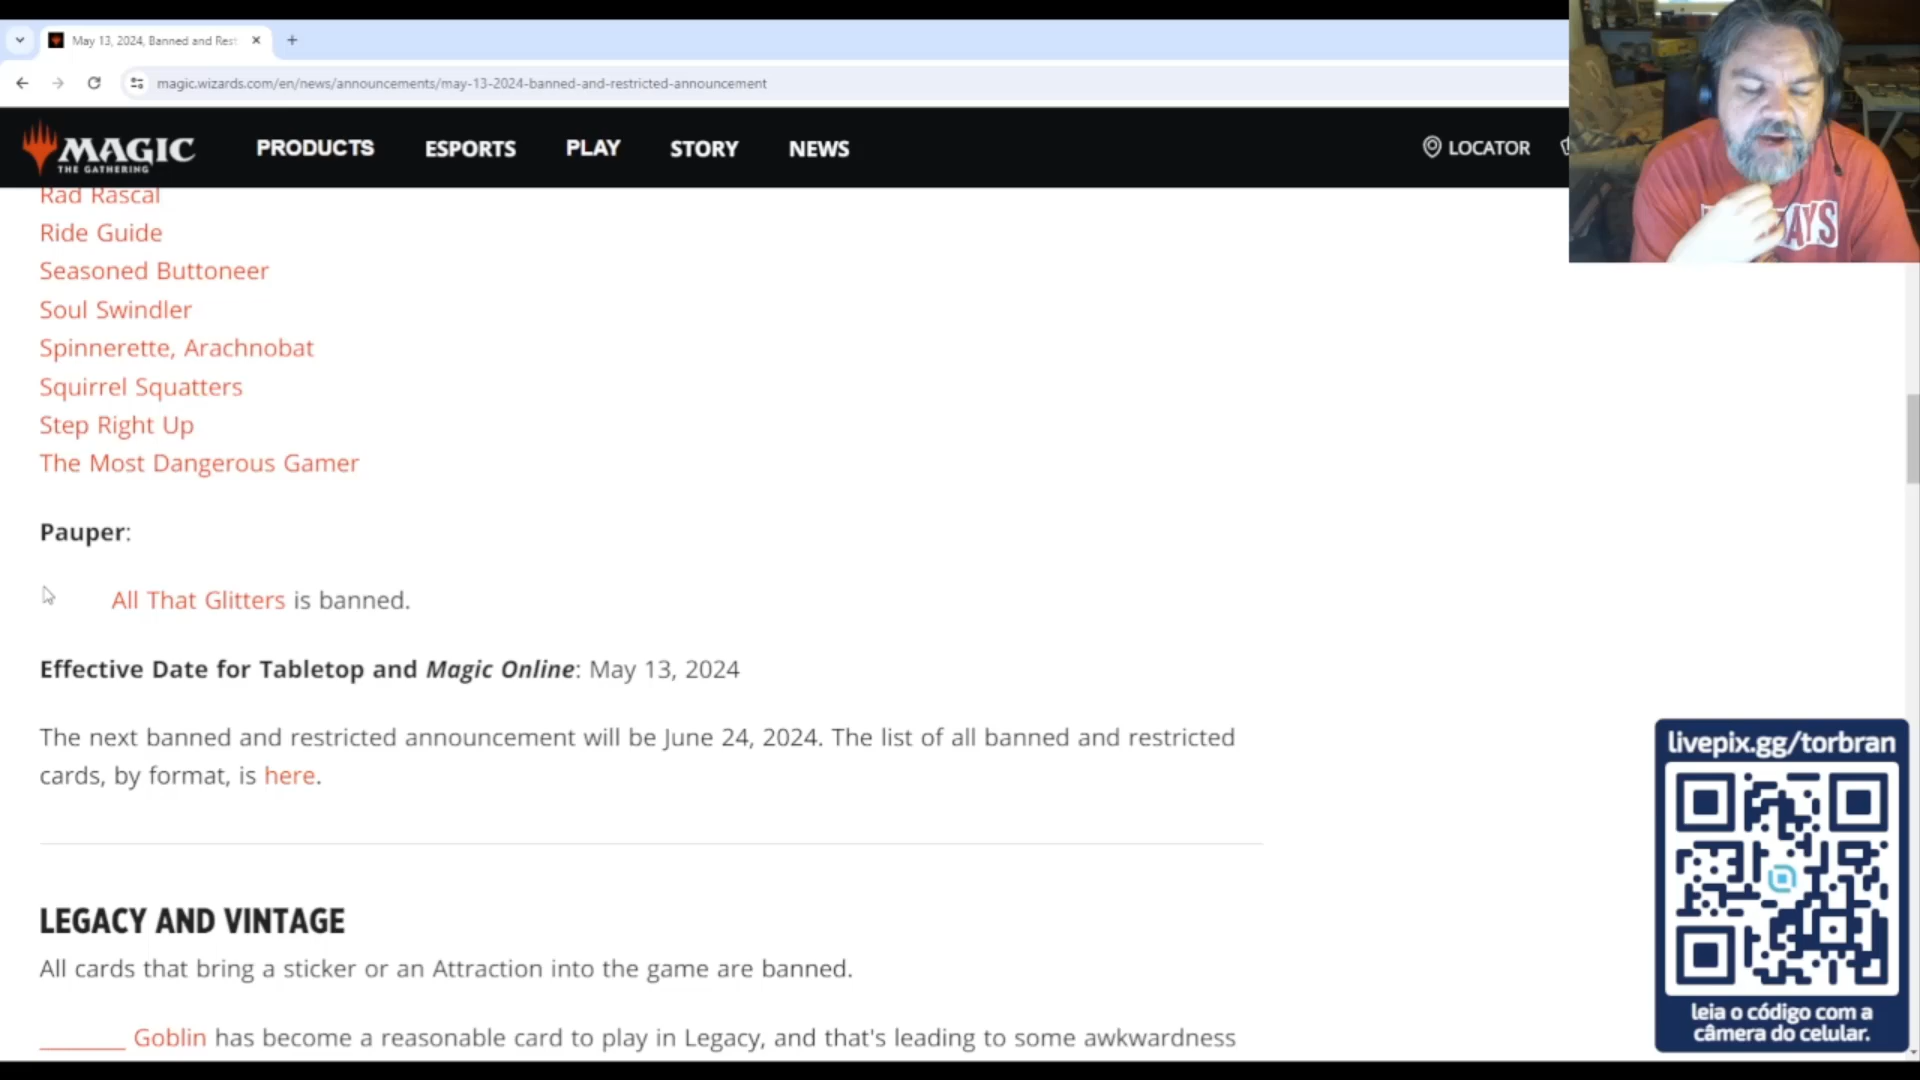 May 13, 2024, Banned and Rest
magic.wizards.com/en/news/announcements/may-13-2024-banned-and-restricted-announcement
MAGIC
THE GATHERING
PRODUCTS
ESPORTS
PLAY
STORY
NEWS
LOCATOR
AYS
Rad Rascal
Ride Guide
Seasoned Buttoneer
Soul Swindler
Spinnerette, Arachnobat
Squirrel Squatters
Step Right Up
The Most Dangerous Gamer
Pauper:
All That Glitters is banned.
Effective Date for Tabletop and Magic Online: May 13, 2024
The next banned and restricted announcement will be June 24, 2024. The list of all banned and restricted
cards, by format, is here.
livepix.gg/torbran
leia o código com a
câmera do celular.
LEGACY AND VINTAGE
All cards that bring a sticker or an Attraction into the game are banned.
________ Goblin has become a reasonable card to play in Legacy, and that's leading to some awkwardness